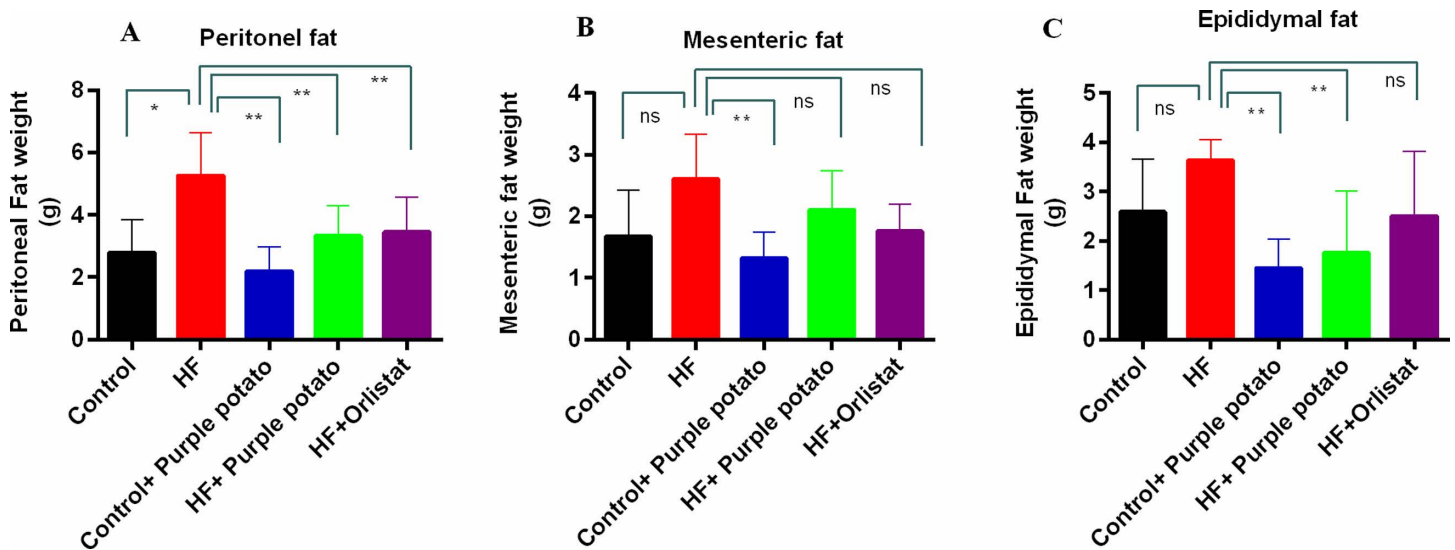 A
Peritonel fat
Peritoneal Fat weight
(g)
8
6
4
2
0
*
**
**
**
Control
HF
Control+ Purple potato
HF+ Purple potato
HF+Orlistat
B
Mesenteric fat
Mesenteric fat weight
(g)
4
3
2
1
0
ns
**
ns
ns
Control
HF
Control+ Purple potato
HF+ Purple potato
HF+Orlistat
C
Epididymal fat
Epididymal Fat weight
(g)
5
4
3
2
1
0
ns
**
**
ns
Control
HF
Control+ Purple potato
HF+ Purple potato
HF+Orlistat